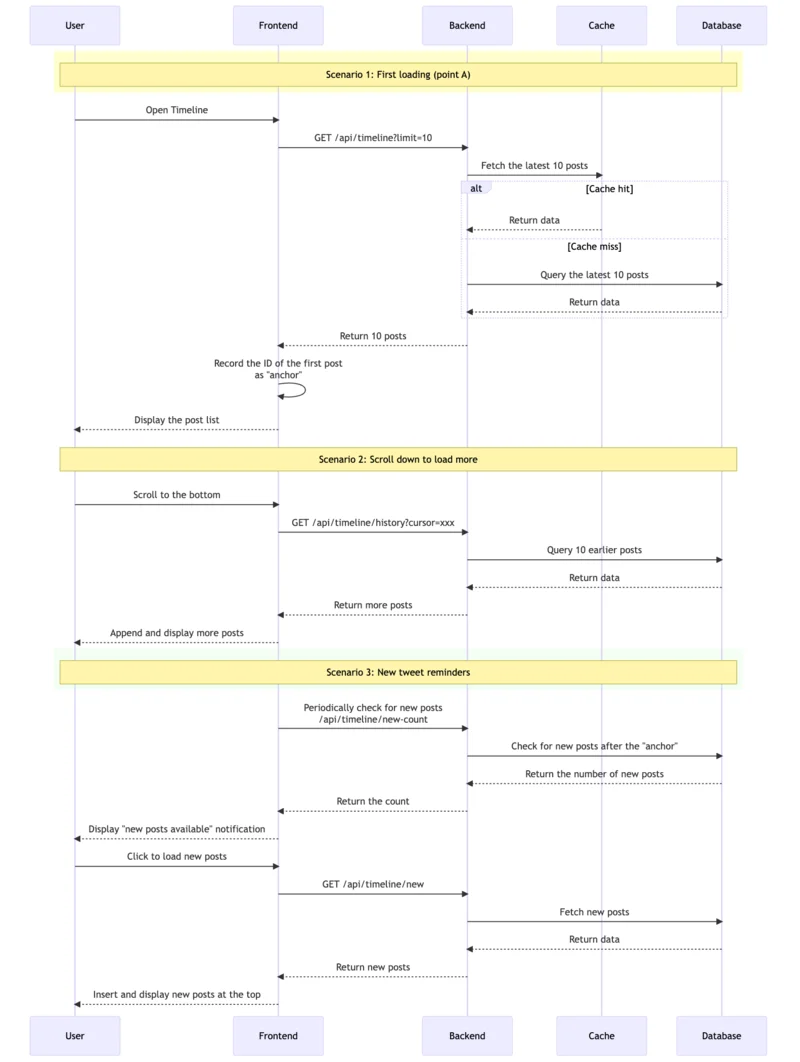 User
Frontend
Backend
Cache
Database
Scenario 1: First loading (point A)
Open Timeline
GET /api/timeline?limit=10
Fetch the latest 10 posts
alt
[Cache hit]
Return data
[Cache miss]
Query the latest 10 posts
Return data
Return 10 posts
Record the ID of the first post
as "anchor"
Display the post list
Scenario 2: Scroll down to load more
Scroll to the bottom
GET /api/timeline/history?cursor=xxx
Query 10 earlier posts
Return data
Return more posts
Append and display more posts
Scenario 3: New tweet reminders
Periodically check for new posts
/api/timeline/new-count
Check for new posts after the "anchor"
Return the number of new posts
Return the count
Display "new posts available" notification
Click to load new posts
GET /api/timeline/new
Fetch new posts
Return data
Return new posts
Insert and display new posts at the top
User
Frontend
Backend
Cache
Database